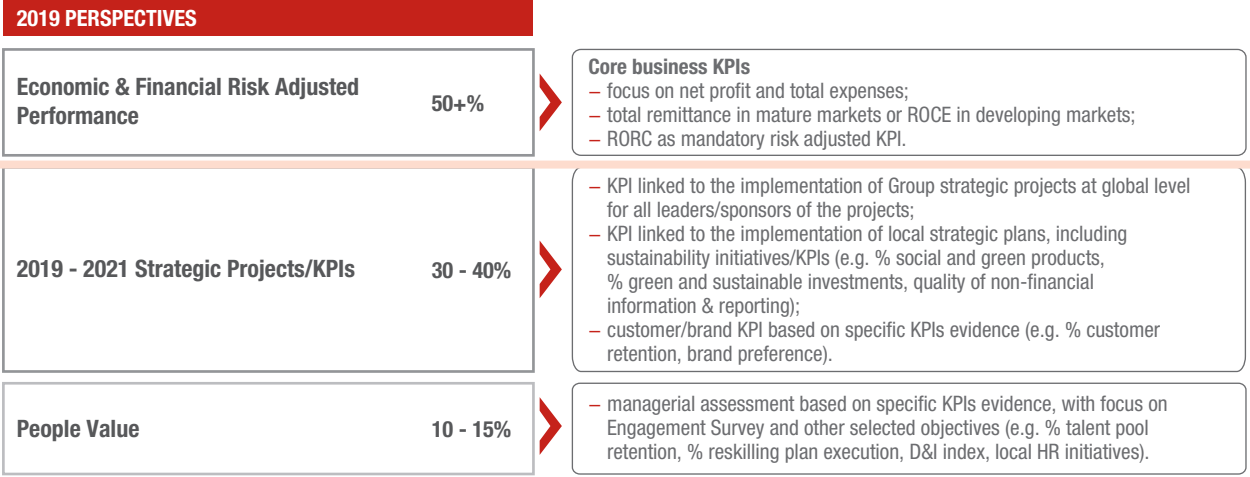 2019 PERSPECTIVES
Economic & Financial Risk Adjusted
Performance
50+%
Core business KPIs
– focus on net profit and total expenses;
– total remittance in mature markets or ROCE in developing markets;
– RORC as mandatory risk adjusted KPI.
2019 - 2021 Strategic Projects/KPIs
30 - 40%
– KPI linked to the implementation of Group strategic projects at global level
for all leaders/sponsors of the projects;
– KPI linked to the implementation of local strategic plans, including
sustainability initiatives/KPIs (e.g. % social and green products,
% green and sustainable investments, quality of non-financial
information & reporting);
– customer/brand KPI based on specific KPIs evidence (e.g. % customer
retention, brand preference).
People Value
10 - 15%
– managerial assessment based on specific KPIs evidence, with focus on
Engagement Survey and other selected objectives (e.g. % talent pool
retention, % reskilling plan execution, D&I index, local HR initiatives).